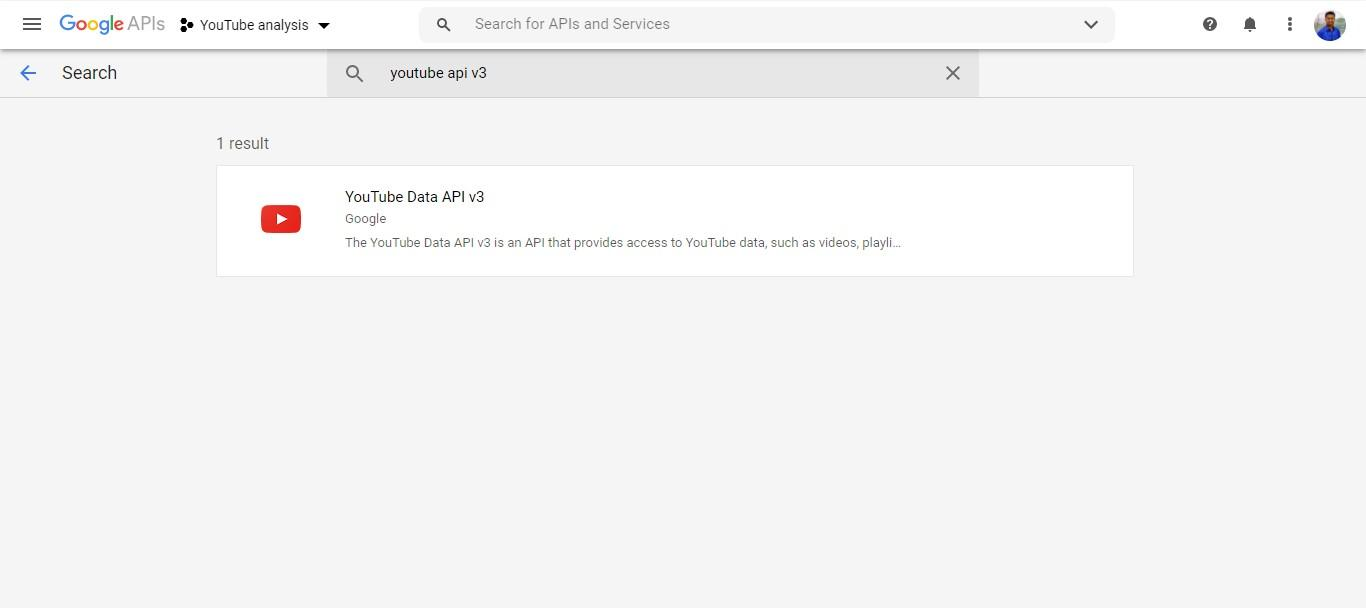 Google APIs YouTube analysis Search for APIs and Services
Search youtube api v3
1 result
YouTube Data API v3
Google
The YouTube Data API v3 is an API that provides access to YouTube data, such as videos, playli...